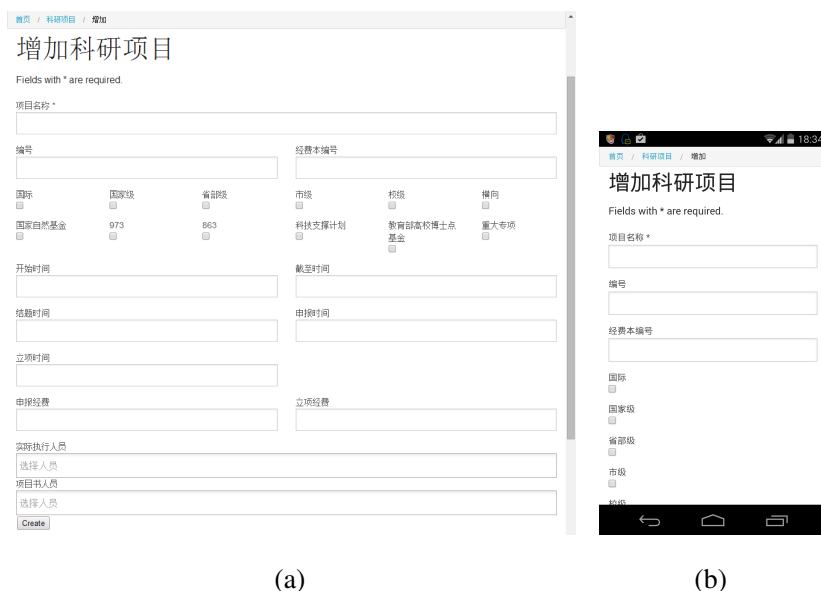 首页 / 科研项目 / 增加
增加科研项目
Fields with * are required.
项目名称 *
编号 经费本编号
国际 国家级 省部级 市级 校级 横向
国家自然基金 973 863 科技支撑计划 教育部高校博士点基金 重大专项
开始时间 截至时间
结题时间 申报时间
立项时间
申报经费 立项经费
实际执行人员
选择人员
项目书人员
选择人员
Create
(a)
18:34
首页 / 科研项目 / 增加
增加科研项目
Fields with * are required.
项目名称 *
编号
经费本编号
国际
国家级
省部级
市级
校级
(b)